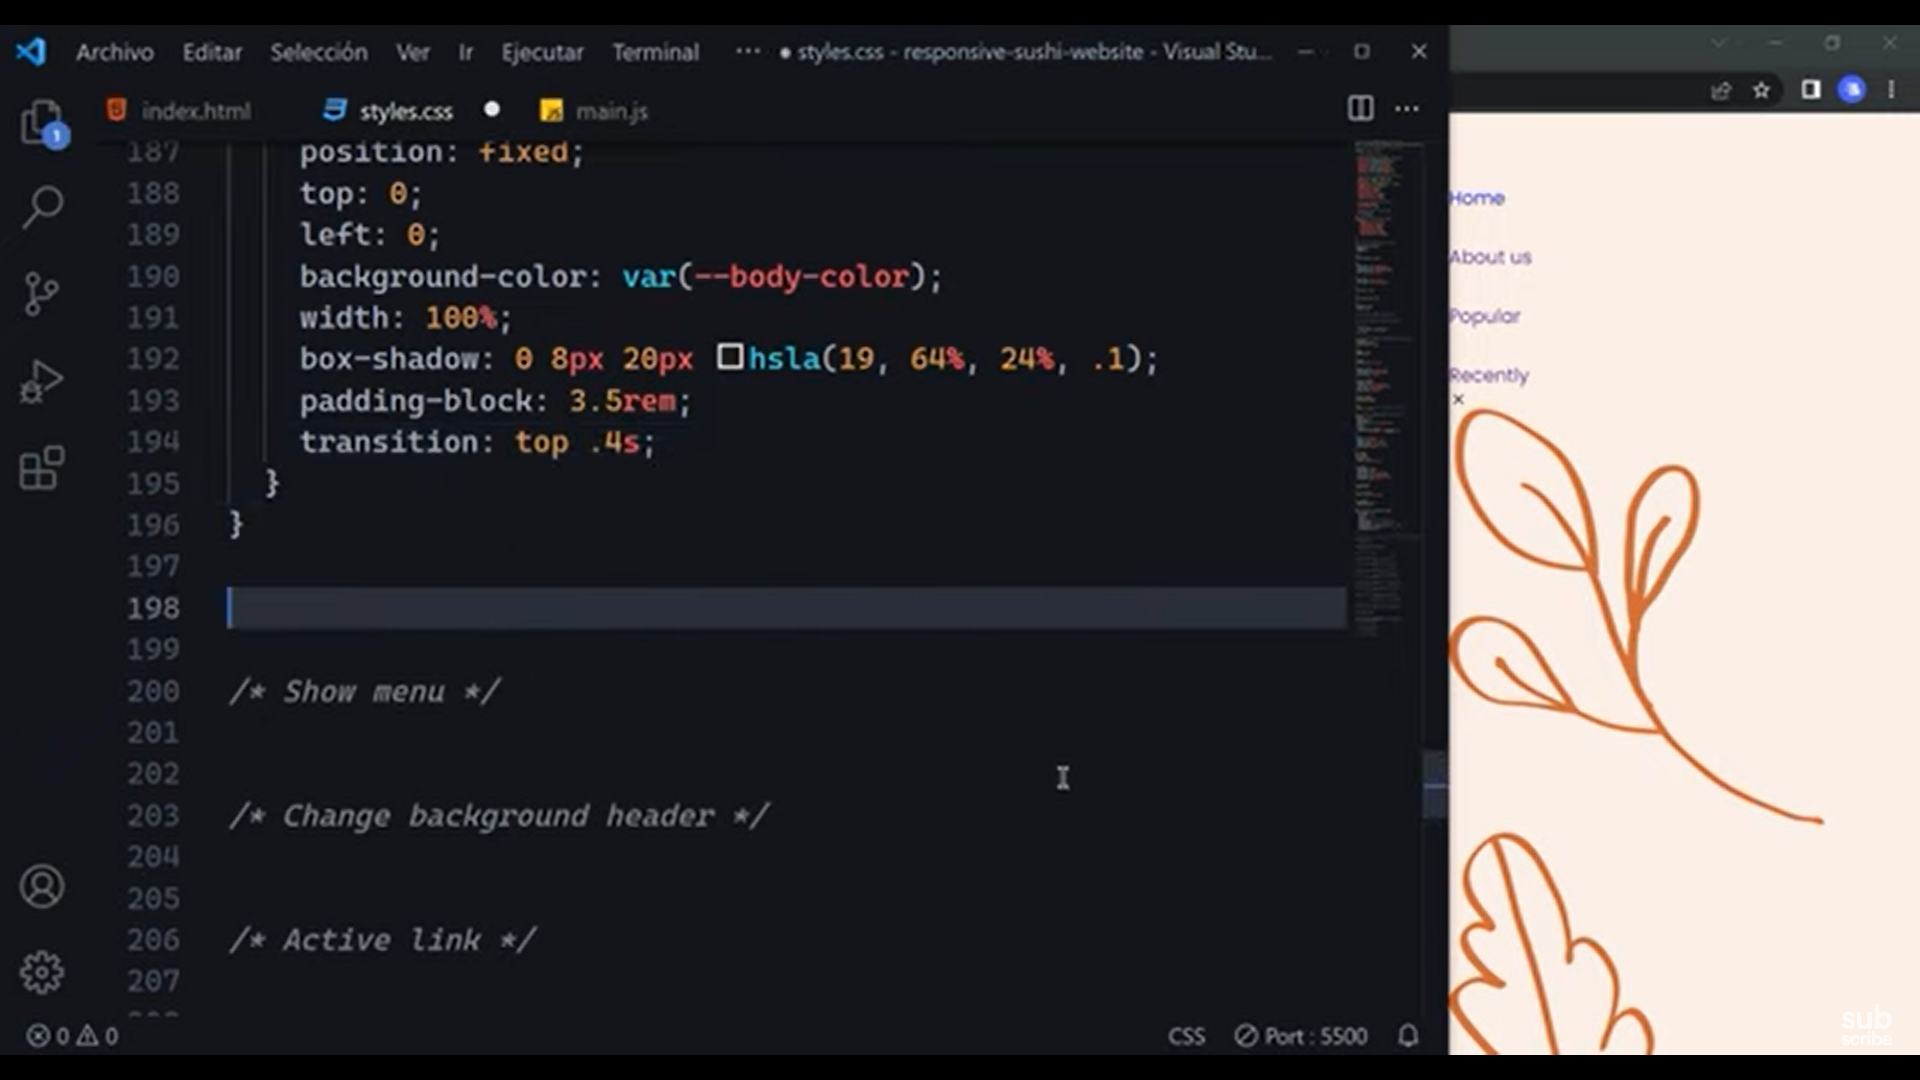 Archivo Editar Selección Ver Ir Ejecutar Terminal ··· ● styles.css - responsive-sushi-website - Visual Stu...
index.html styles.css main.js
187 position: fixed;
188 top: 0;
189 left: 0;
190 background-color: var(--body-color);
191 width: 100%;
192 box-shadow: 0 8px 20px hsla(19, 64%, 24%, .1);
193 padding-block: 3.5rem;
194 transition: top .4s;
195 }
196 }
197
198
199
200 /* Show menu */
201
202
203 /* Change background header */
204
205
206 /* Active link */
207
1
0 0 CSS Port : 5500
Home
About us
Popular
Recently
×
sub
scribe